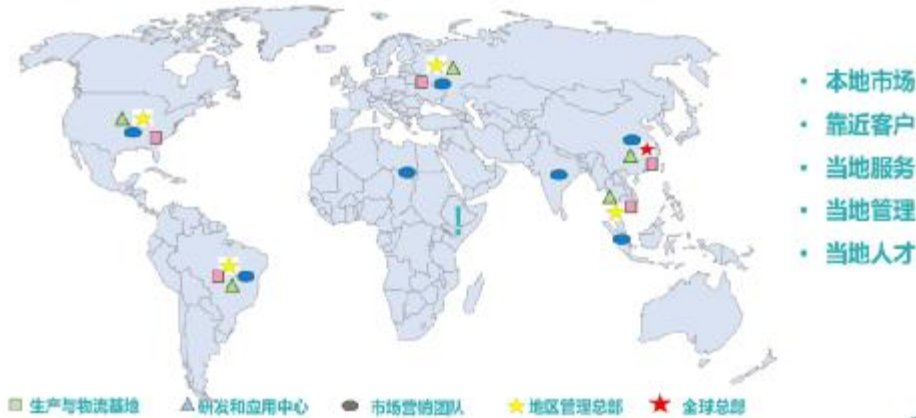 本地市场
靠近客户
当地服务
当地管理
当地人才
生产与物流基地
研发和应用中心
市场营销团队
地区管理总部
全球总部